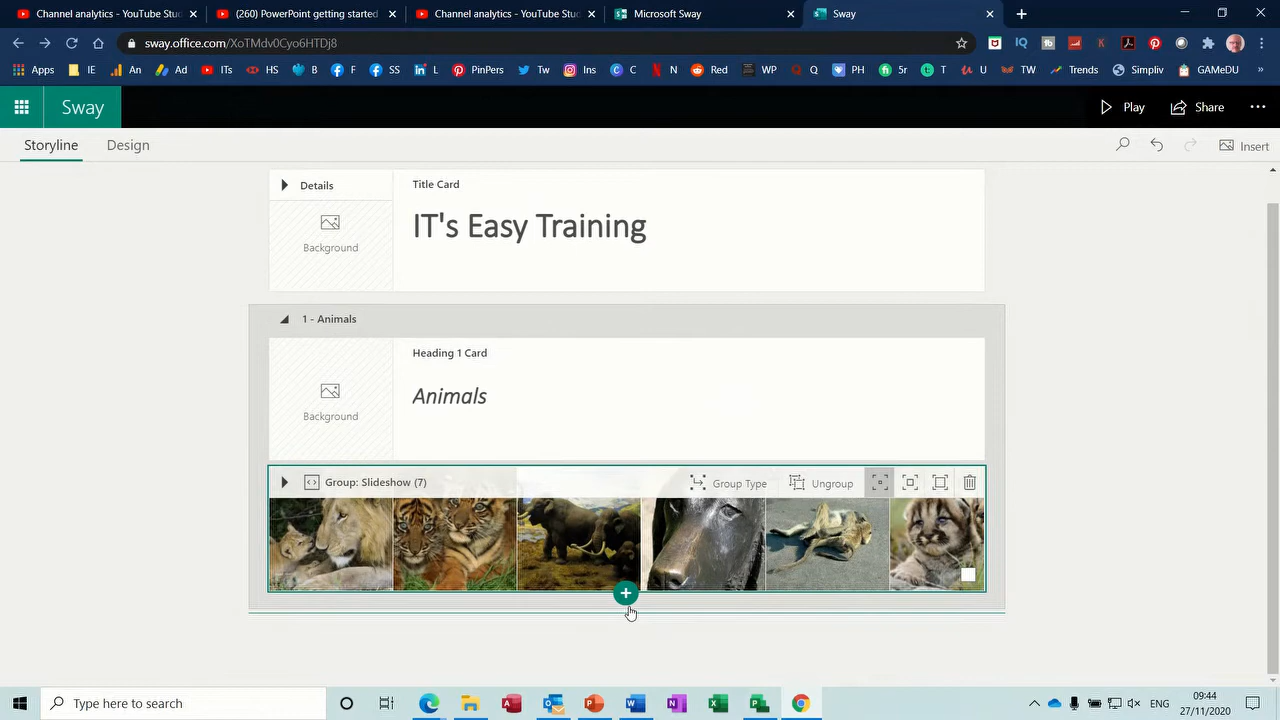 Channel analytics - YouTube Stu
(260) PowerPoint getting started
Channel analytics - YouTube Stu
Microsoft Sway
Sway
sway.office.com/XoTMdv0Cyo6HTDj8
Apps
IE
An
Ad
ITs
HS
B
F
SS
L
PinPers
Tw
Ins
C
N
Red
WP
Q
PH
5r
T
U
TW
Trends
Simpliv
GAMeDU
»
Sway
Play
Share
Storyline
Design
Insert
Details
Background
Title Card
IT's Easy Training
1 - Animals
Background
Heading 1 Card
Animals
Group: Slideshow (7)
Group Type
Ungroup
Type here to search
ENG
09:44
27/11/2020